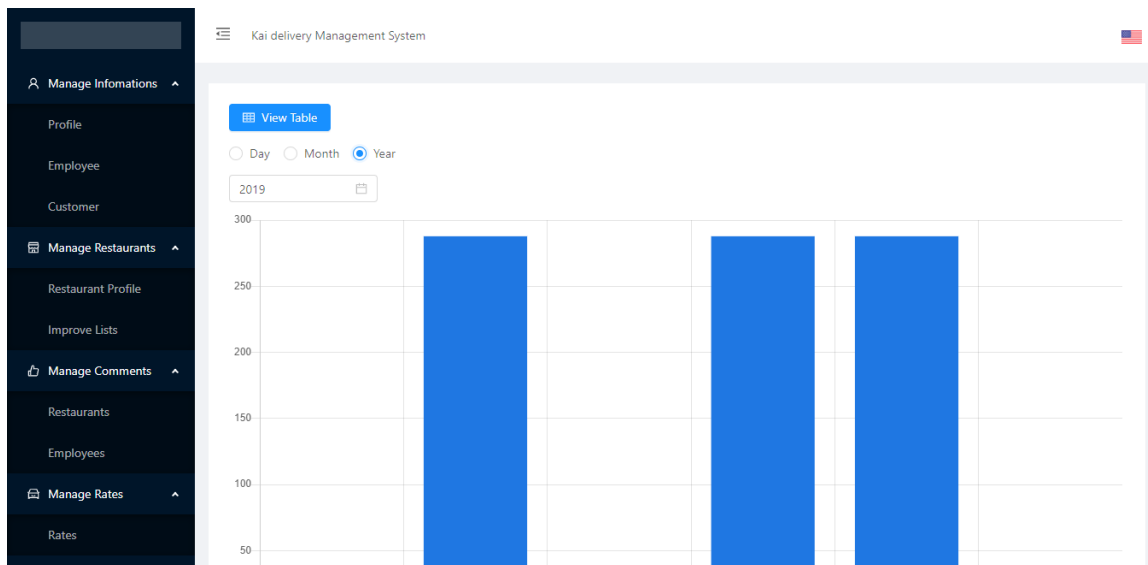 Kai delivery Management System
Manage Infomations
Profile
Employee
Customer
Manage Restaurants
Restaurant Profile
Improve Lists
Manage Comments
Restaurants
Employees
Manage Rates
Rates
View Table
Day Month Year
2019
300
250
200
150
100
50